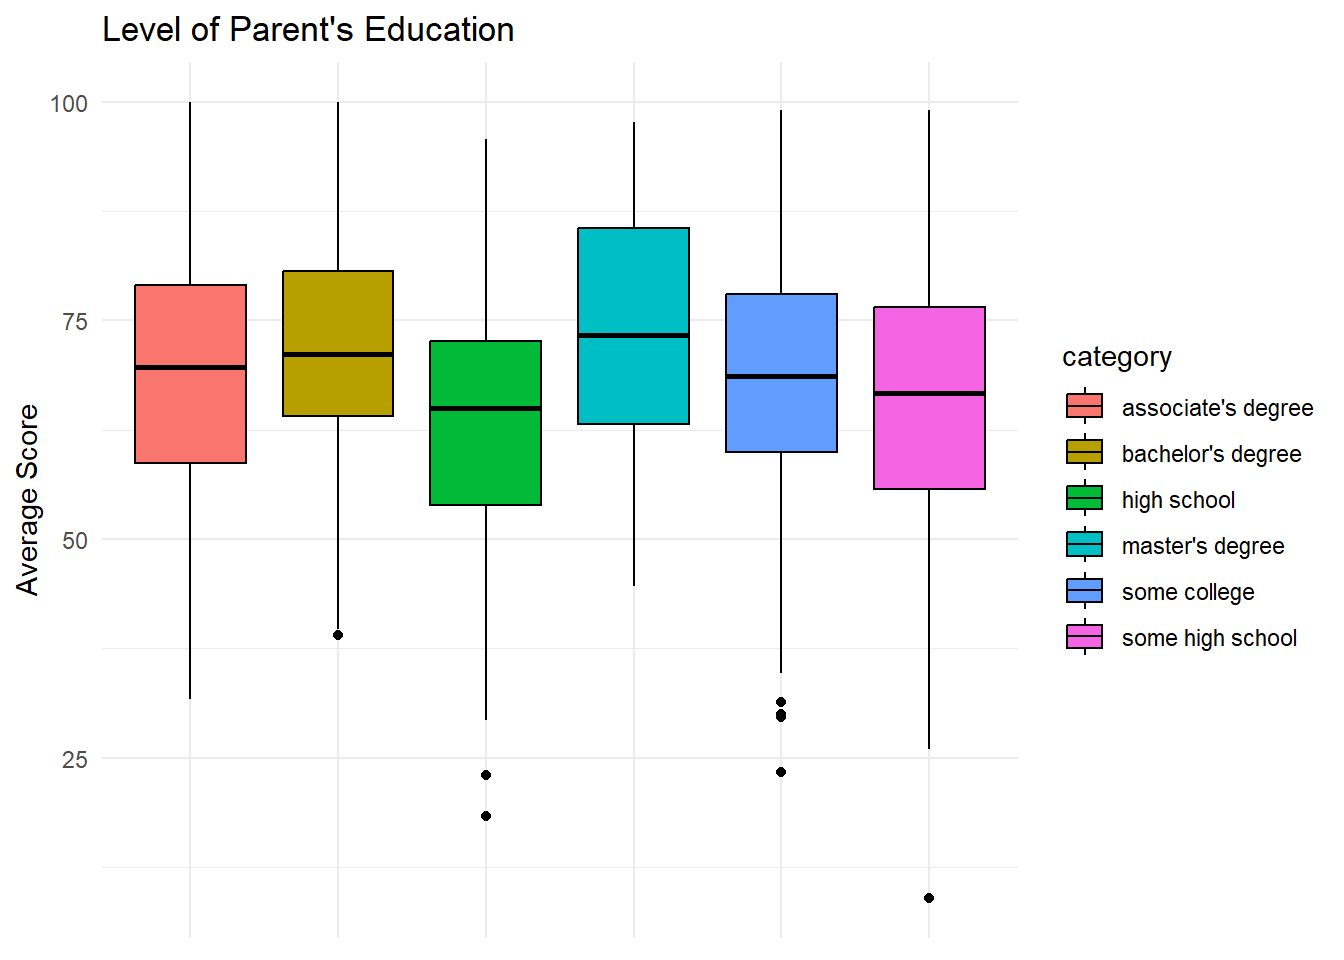 Level of Parent's Education
Average Score
100
75
50
25
category
associate's degree
bachelor's degree
high school
master's degree
some college
some high school